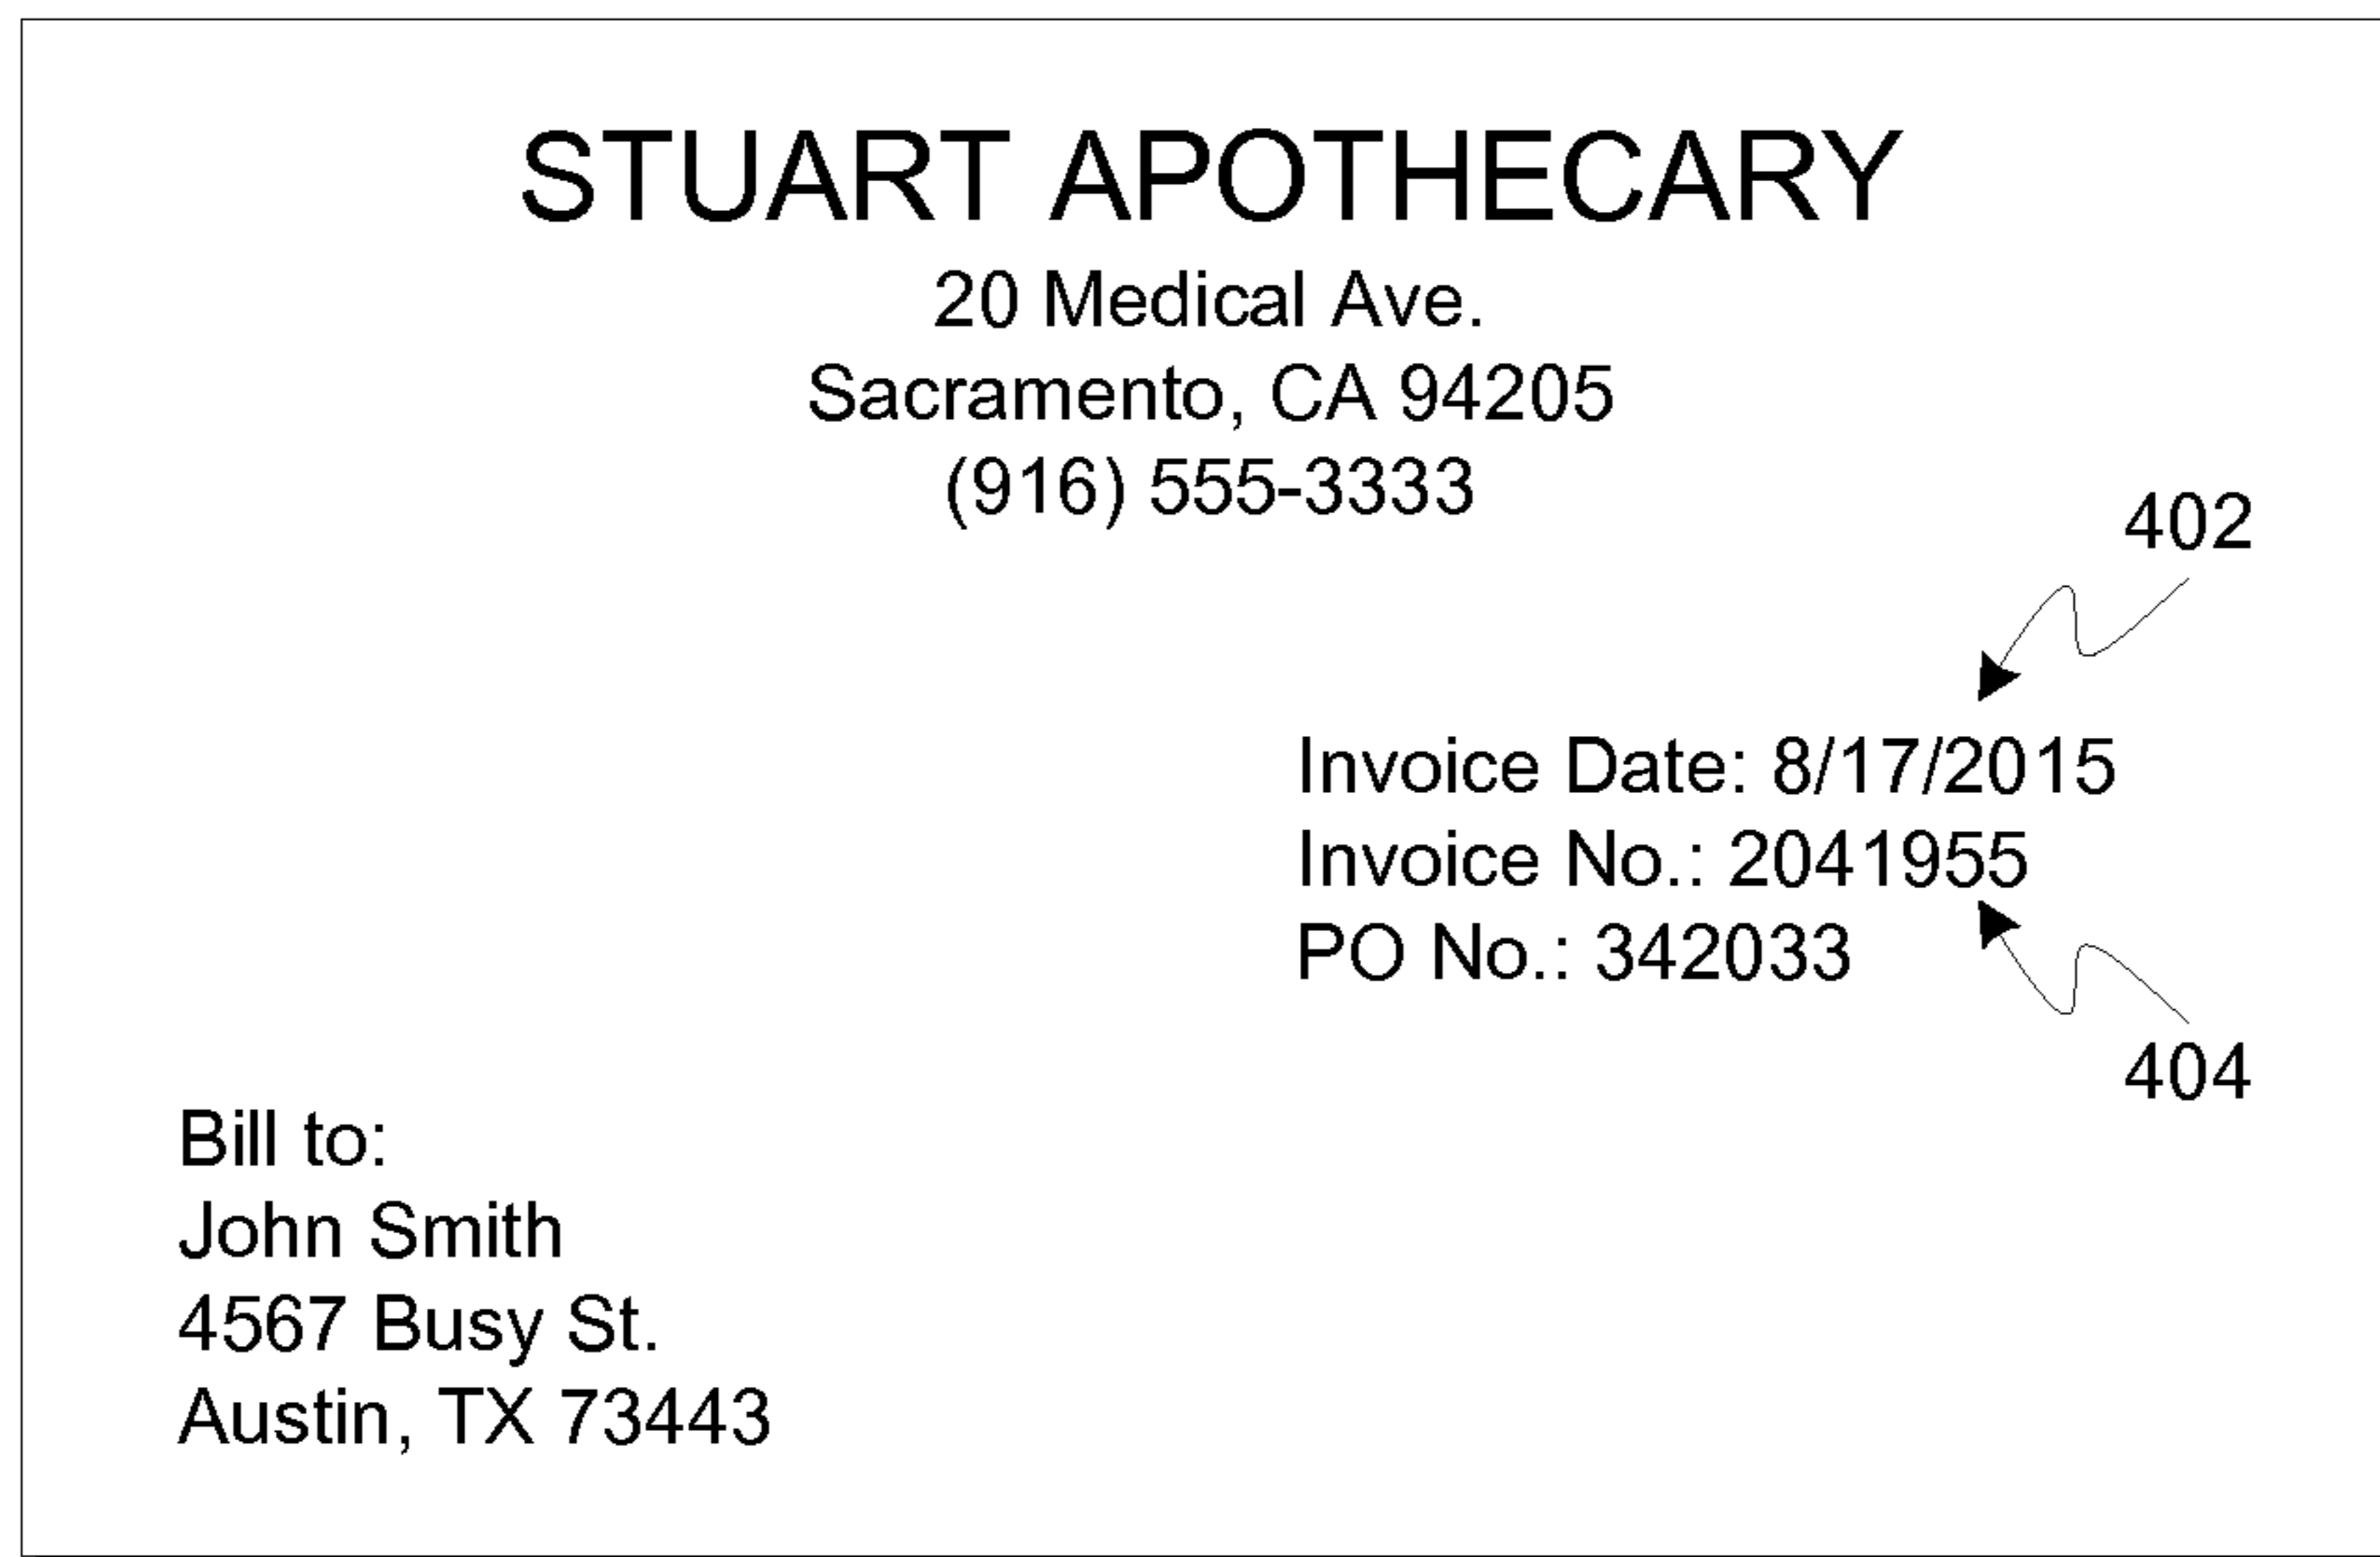 STUART APOTHECARY
20 Medical Ave.
Sacramento, CA 94205
(916) 555-3333
402
Invoice Date: 8/17/2015
Invoice No.: 2041955
PO No.: 342033
404
Bill to:
John Smith
4567 Busy St.
Austin, TX 73443